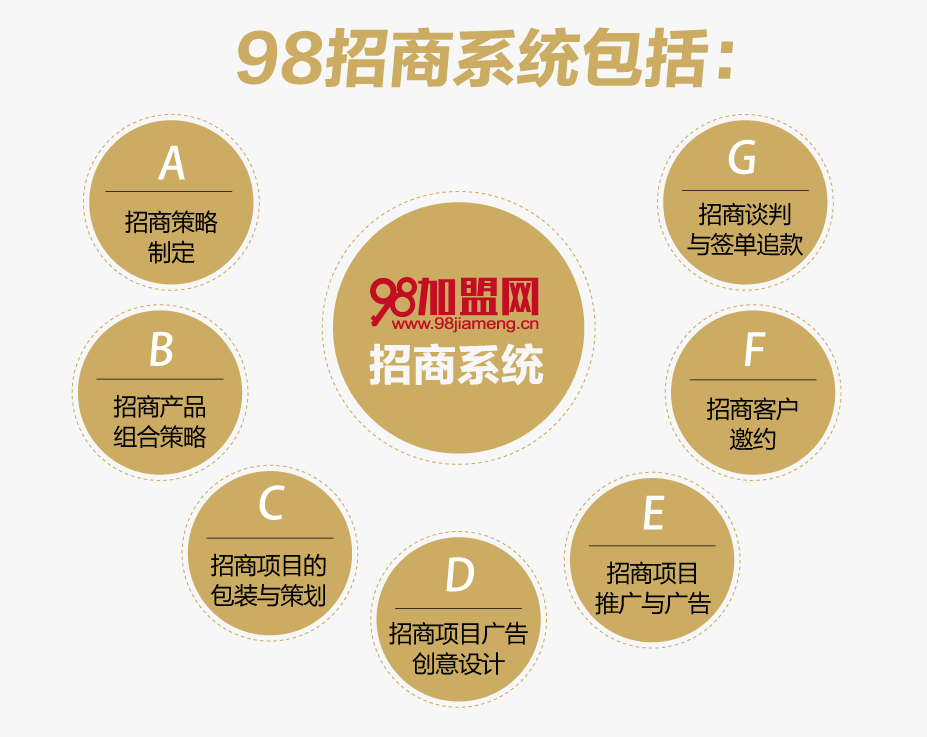 98招商系统包括：
A
招商策略
制定
B
招商产品
组合策略
C
招商项目的
包装与策划
D
招商项目广告
创意设计
E
招商项目
推广与广告
F
招商客户
邀约
G
招商谈判
与签单追款
98加盟网
www.98jiameng.cn
招商系统